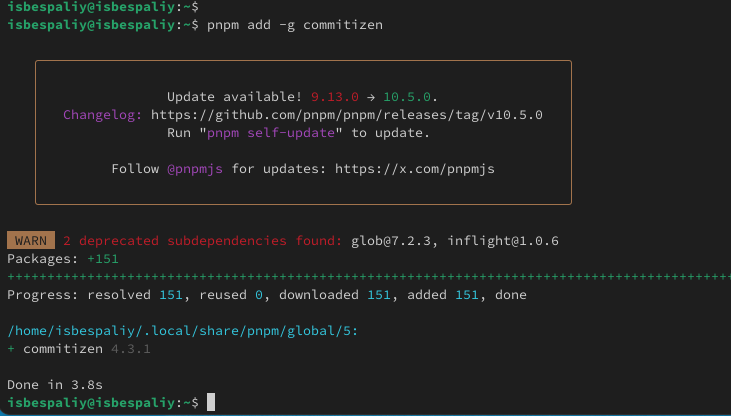 isbespaliy@isbespaliy:~$
isbespaliy@isbespaliy:~$ pnpm add -g commitizen
Update available! 9.13.0 → 10.5.0.
Changelog: https://github.com/pnpm/pnpm/releases/tag/v10.5.0
Run "pnpm self-update" to update.
Follow @pnpmjs for updates: https://x.com/pnpmjs
WARN 2 deprecated subdependencies found: glob@7.2.3, inflight@1.0.6
Packages: +151
+++++++++++++++++++++++++++++++++++++++++++++++++++++++++++++++++++++++++++++++++++++++++++
Progress: resolved 151, reused 0, downloaded 151, added 151, done
/home/isbespaliy/.local/share/pnpm/global/5:
+ commitizen 4.3.1
Done in 3.8s
isbespaliy@isbespaliy:~$